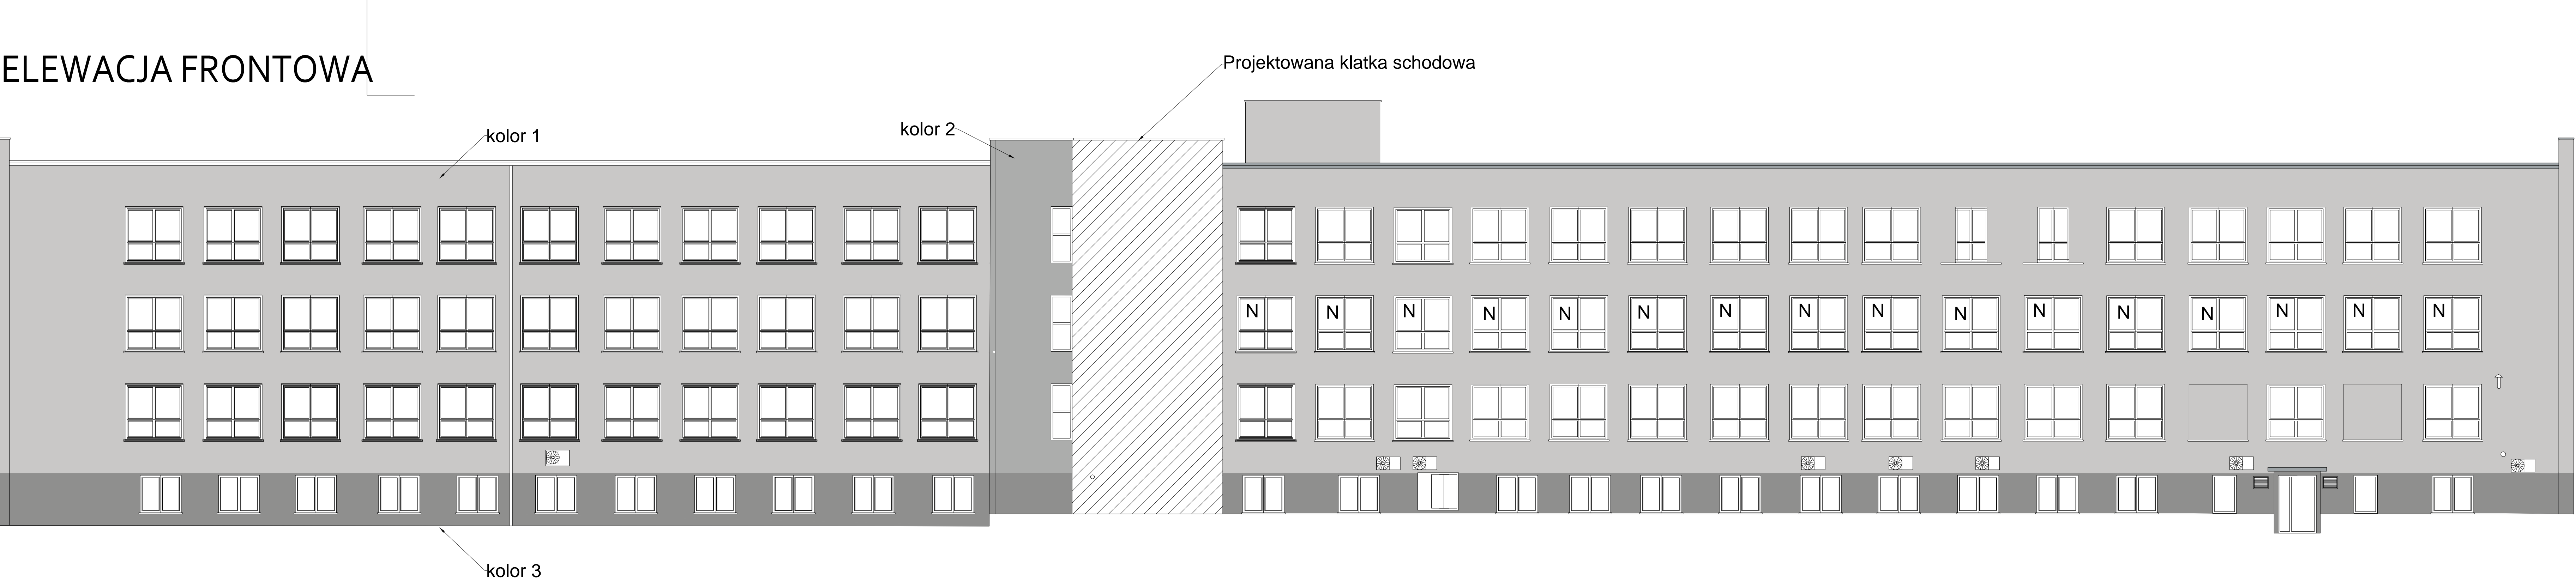 ELEWACJA FRONTOWA
Projektowana klatka schodowa
kolor 1
kolor 2
N N N N N N N N N N N N N N N N
kolor 3